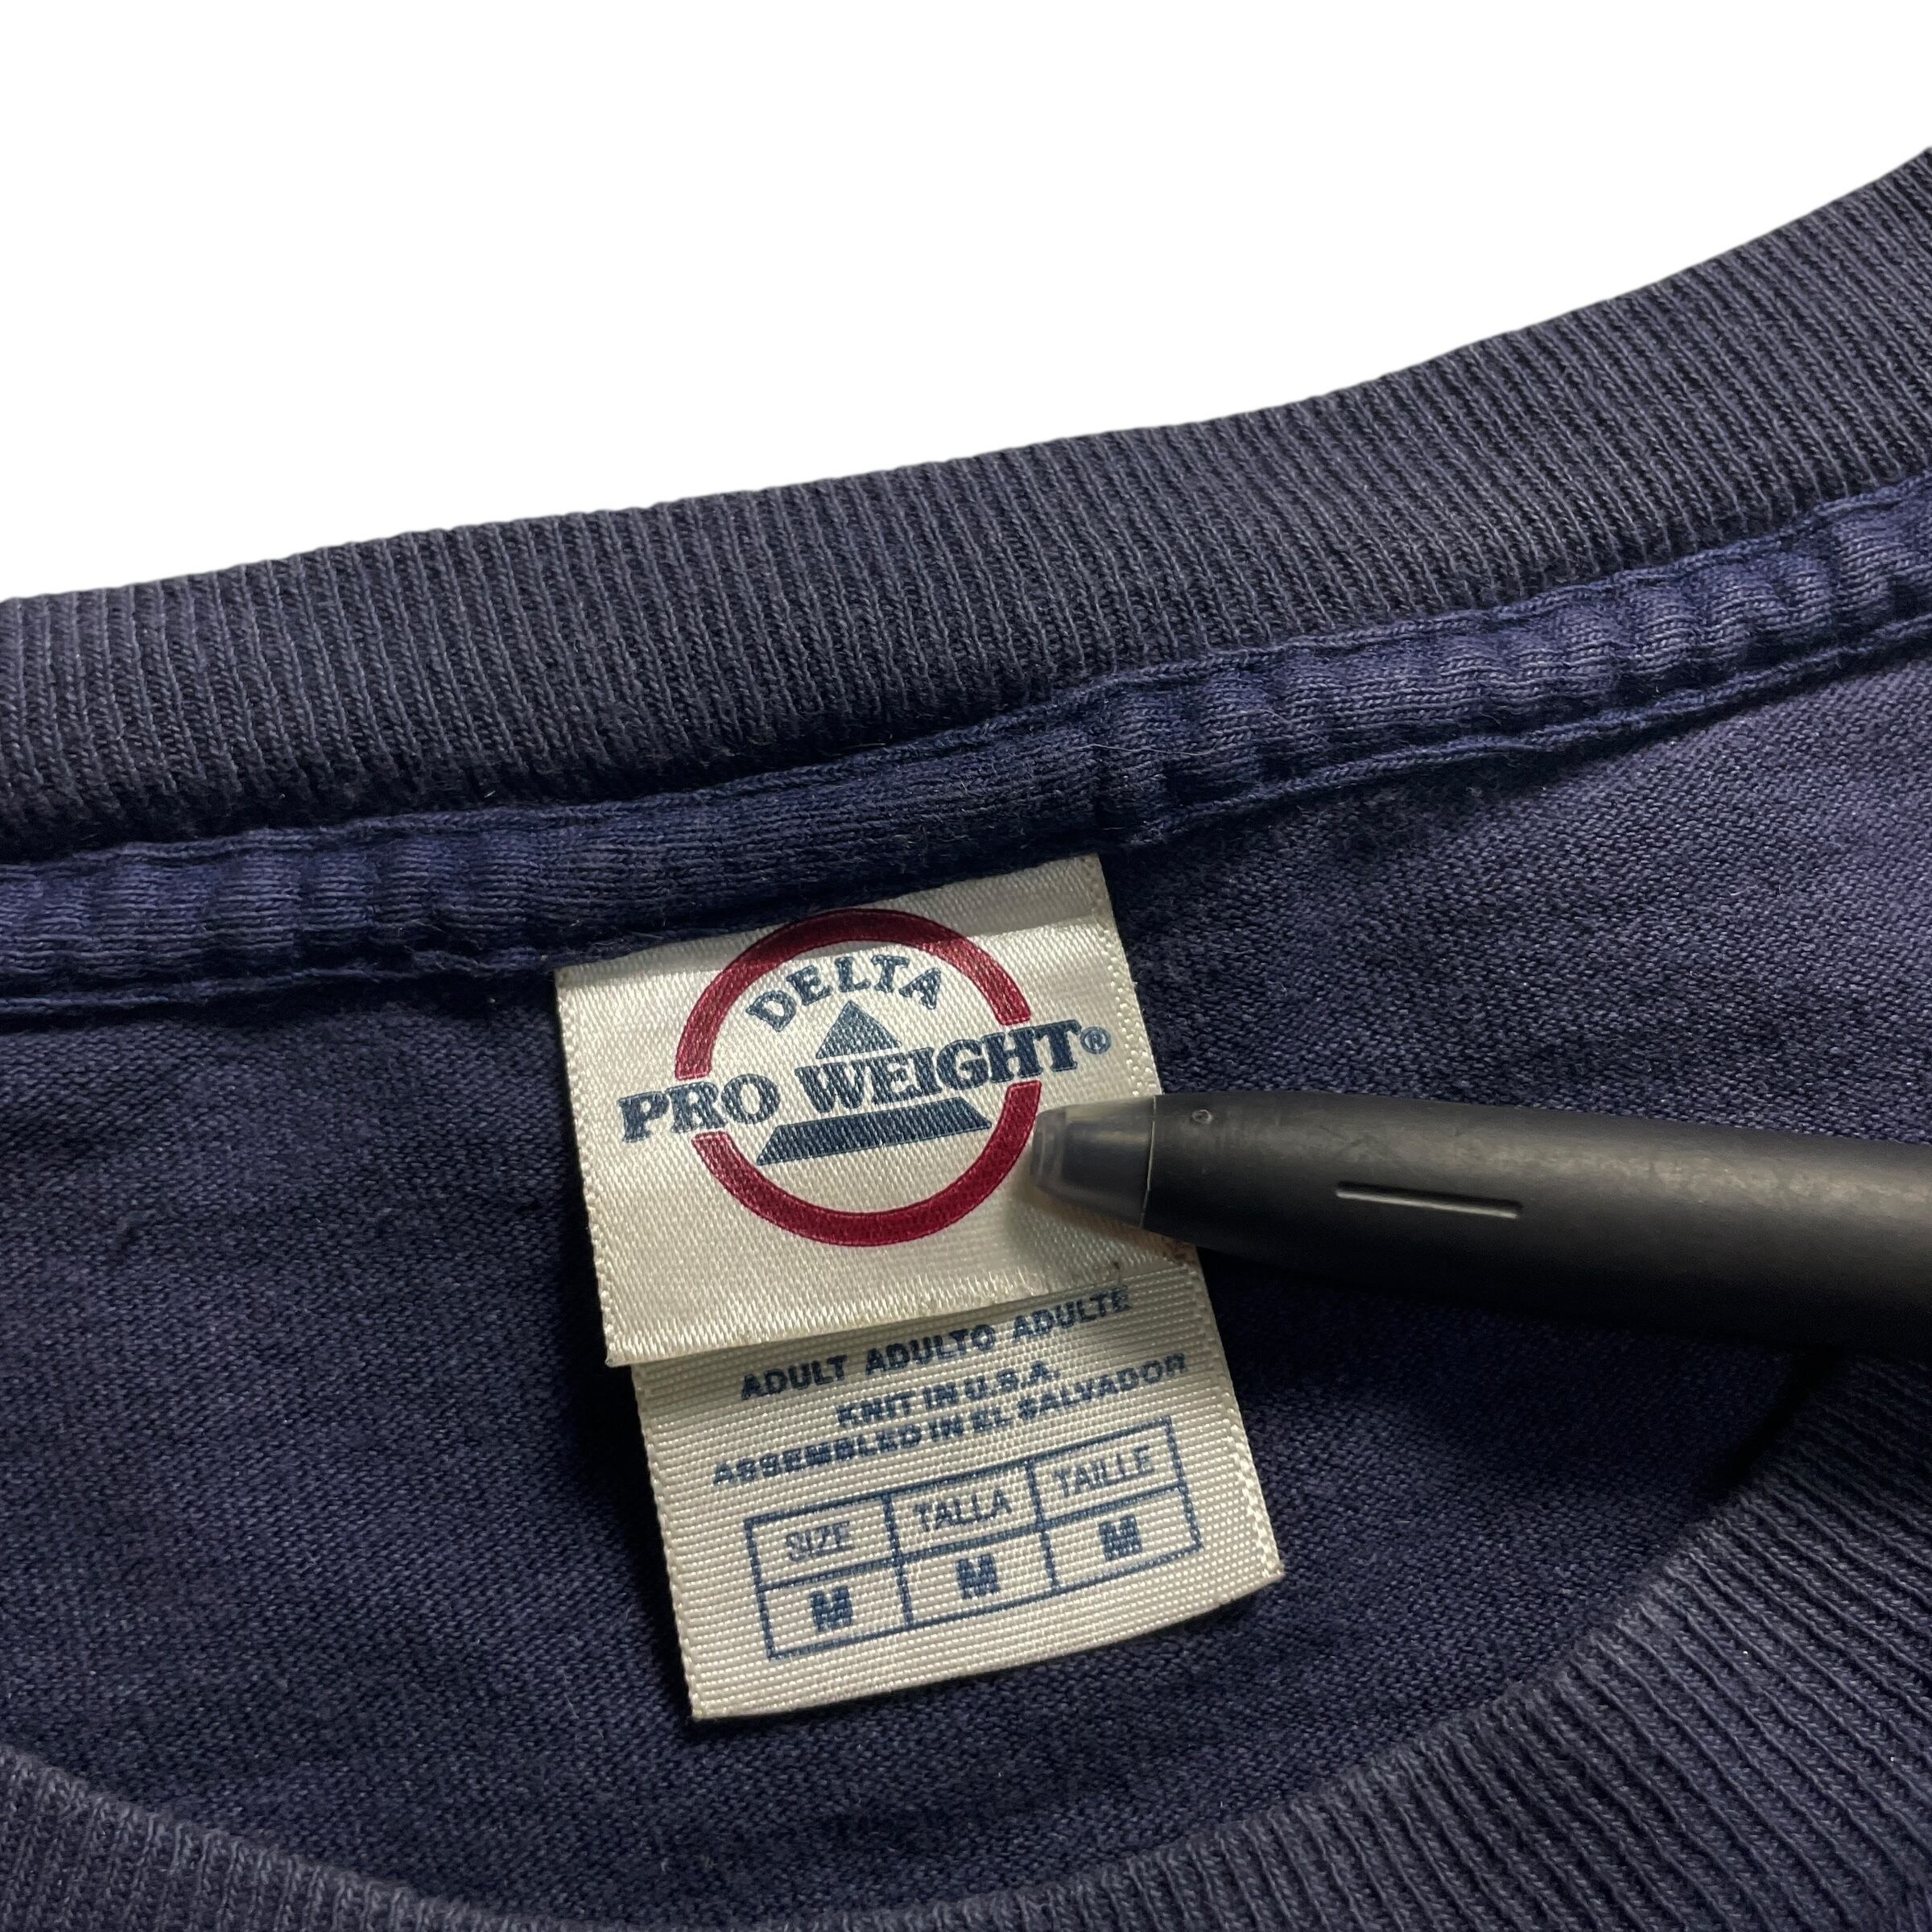 DELTA
PRO WEIGHT®
ADULT ADULTO ADULTE
KNIT IN U.S.A.
ASSEMBLED IN EL SALVADOR
SIZE TALLA TAILLE
M M M